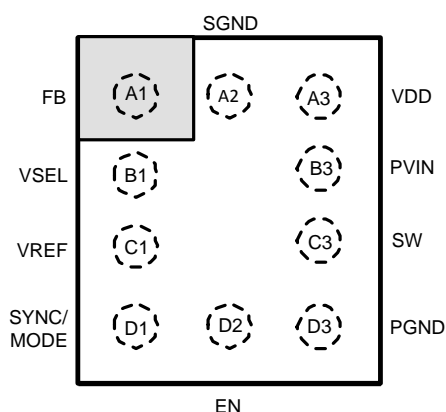 SGND
FB A1 A2 A3 VDD
VSEL B1 B3 PVIN
VREF C1 C3 SW
SYNC/
MODE D1 D2 D3 PGND
EN